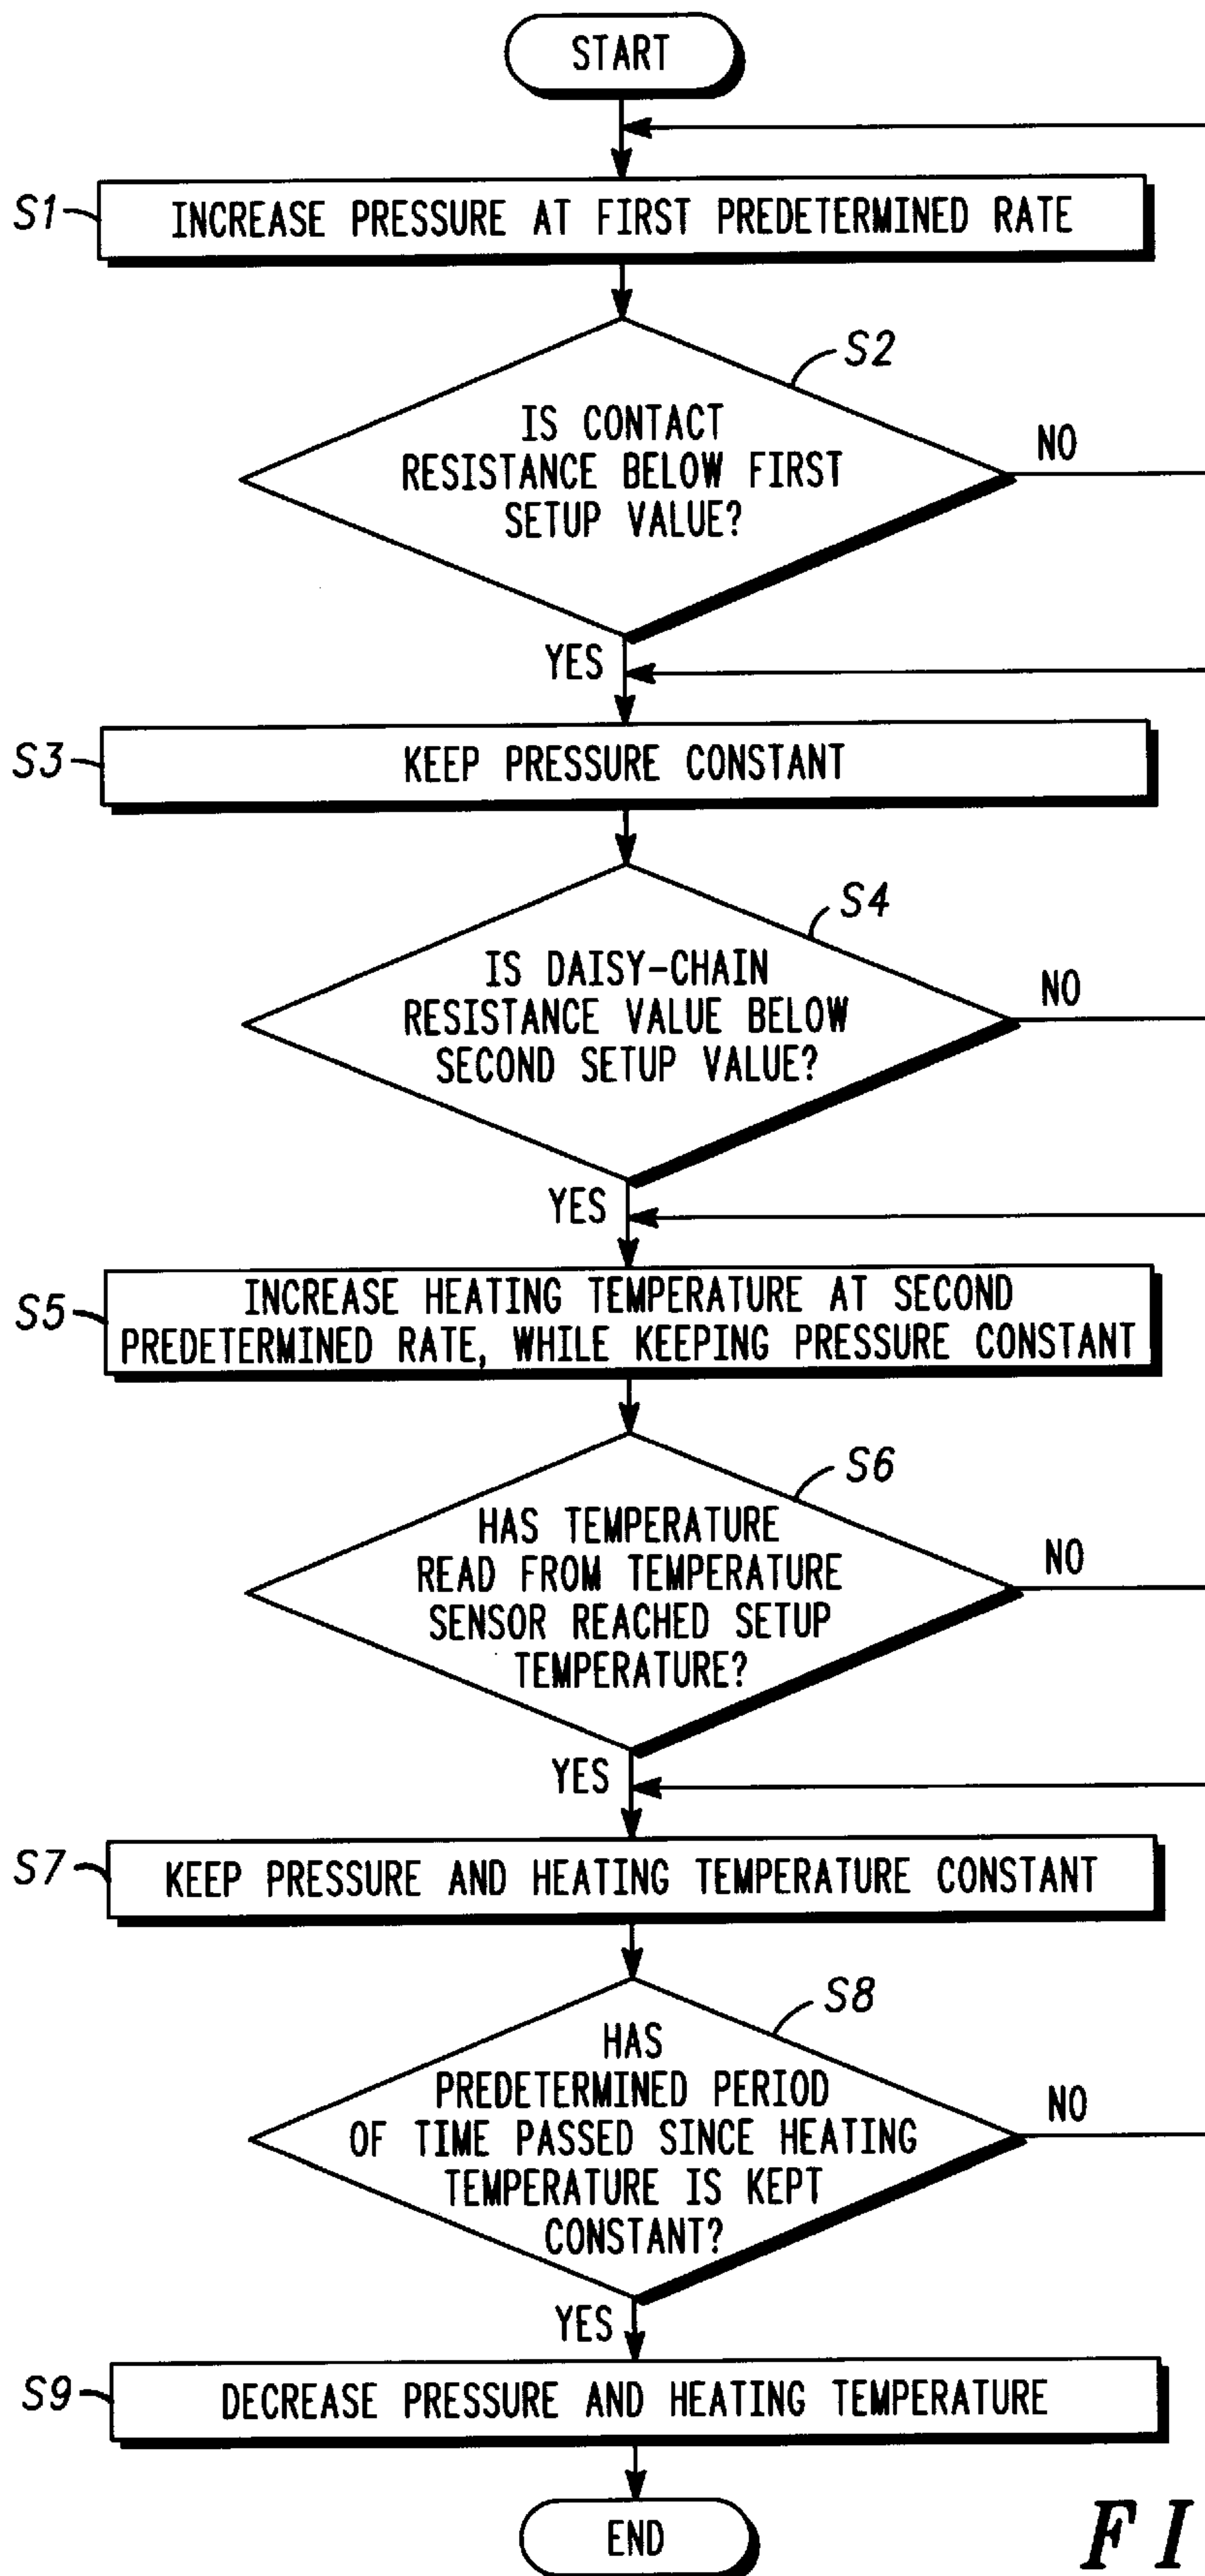 START
S1
INCREASE PRESSURE AT FIRST PREDETERMINED RATE
S2
IS CONTACT
RESISTANCE BELOW FIRST
SETUP VALUE?
NO
YES
S3
KEEP PRESSURE CONSTANT
S4
IS DAISY-CHAIN
RESISTANCE VALUE BELOW
SECOND SETUP VALUE?
NO
YES
S5
INCREASE HEATING TEMPERATURE AT SECOND
PREDETERMINED RATE, WHILE KEEPING PRESSURE CONSTANT
S6
HAS TEMPERATURE
READ FROM TEMPERATURE
SENSOR REACHED SETUP
TEMPERATURE?
NO
YES
S7
KEEP PRESSURE AND HEATING TEMPERATURE CONSTANT
S8
HAS
PREDETERMINED PERIOD
OF TIME PASSED SINCE HEATING
TEMPERATURE IS KEPT
CONSTANT?
NO
YES
S9
DECREASE PRESSURE AND HEATING TEMPERATURE
END
FI